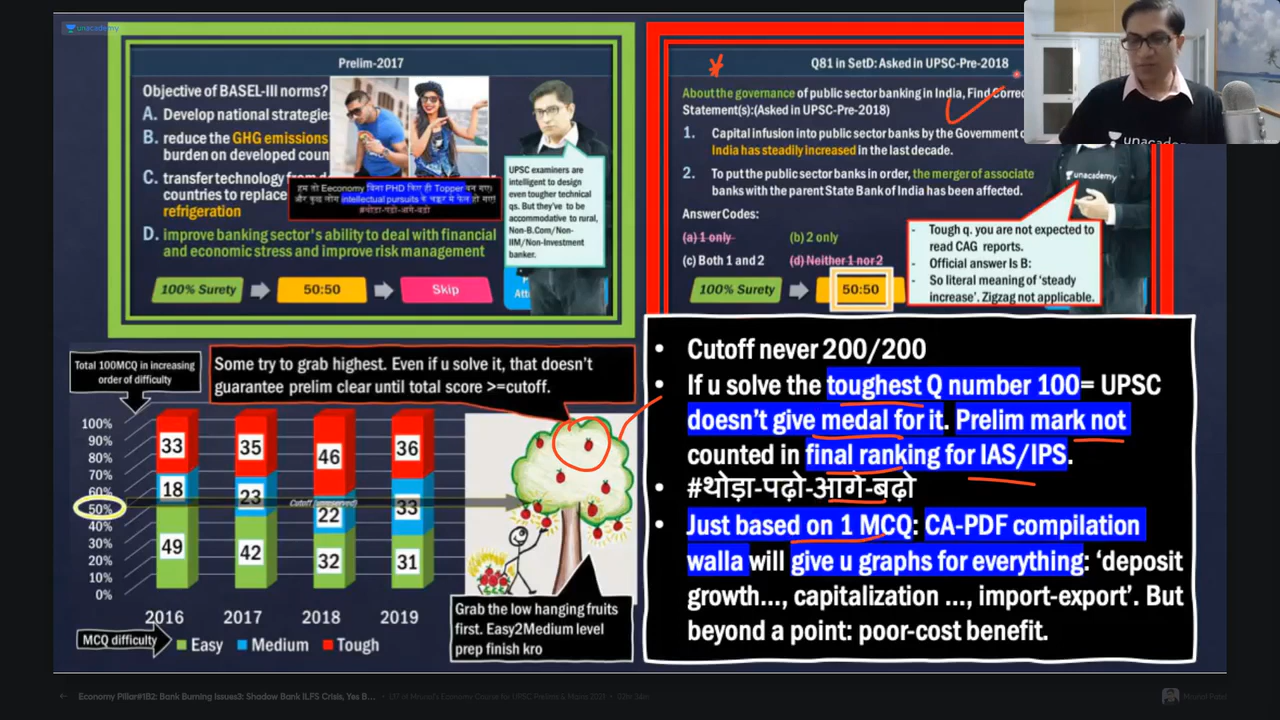 unacademy
Prelim-2017
Objective of BASEL-III norms?
A. Develop national strategies
B. reduce the GHG emissions
burden on developed coun
C. transfer technology from d
countries to replace
refrigeration
D. improve banking sector's ability to deal with financial
and economic stress and improve risk management
हम तो Eeconomy बिना PHD किए ही Topper बन गए!
और कुछ लोग intellectual pursuits के चक्कर में फेल हो गए!
#थोड़ा-पढ़ो-आगे-बढ़ो
UPSC examiners are
intelligent to design
even tougher technical
qs. But they've to be
accommodative to rural,
Non-B.Com/Non-
IIM/Non-Investment
banker.
100% Surety
50:50
Skip
Q81 in SetD: Asked in UPSC-Pre-2018
About the governance of public sector banking in India, Find Correc
Statement(s):(Asked in UPSC-Pre-2018)
1. Capital infusion into public sector banks by the Government o
India has steadily increased in the last decade.
2. To put the public sector banks in order, the merger of associate
banks with the parent State Bank of India has been affected.
Answer Codes:
(a) 1 only (b) 2 only
(c) Both 1 and 2 (d) Neither 1 nor 2
100% Surety
50:50
unacademy
unacademy
- Tough q. you are not expected to
read CAG reports.
- Official answer Is B:
- So literal meaning of 'steady
increase'. Zigzag not applicable.
Total 100MCQ in increasing
order of difficulty
Some try to grab highest. Even if u solve it, that doesn't
guarantee prelim clear until total score >=cutoff.
100%
90%
80%
70%
60%
50%
40%
30%
20%
10%
0%
33 35 46 36
18 23 22 33
49 42 32 31
Cutoff (unreserved)
2016 2017 2018 2019
MCQ difficulty
Easy Medium Tough
Grab the low hanging fruits
first. Easy2Medium level
prep finish kro
• Cutoff never 200/200
• If u solve the toughest Q number 100= UPSC
doesn't give medal for it. Prelim mark not
counted in final ranking for IAS/IPS.
• #थोड़ा-पढ़ो-आगे-बढ़ो
• Just based on 1 MCQ: CA-PDF compilation
walla will give u graphs for everything: 'deposit
growth..., capitalization ..., import-export'. But
beyond a point: poor-cost benefit.
Economy Pillar#1B2: Bank Burning Issues3: Shadow Bank ILFS Crisis, Yes B...
Mrunal Patel